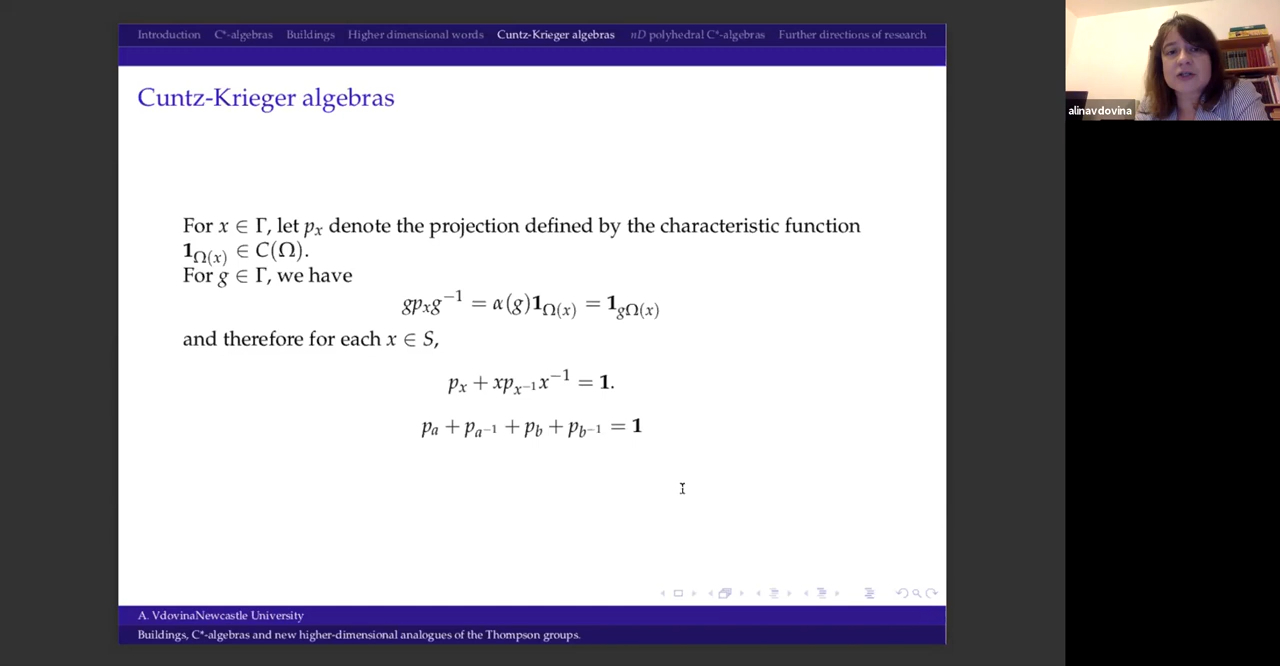 Introduction C*-algebras Buildings Higher dimensional words Cuntz-Krieger algebras nD polyhedral C*-algebras Further directions of research
alinavdovina
Cuntz-Krieger algebras
For x ∈ Γ, let pₓ denote the projection defined by the characteristic function
𝟏_{Ω(x)} ∈ C(Ω).
For g ∈ Γ, we have
gpₓg⁻¹ = α(g)𝟏_{Ω(x)} = 𝟏_{gΩ(x)}
and therefore for each x ∈ S,
pₓ + xp_{x⁻¹}x⁻¹ = 𝟏.
p_a + p_{a⁻¹} + p_b + p_{b⁻¹} = 𝟏
A. VdovinaNewcastle University
Buildings, C*-algebras and new higher-dimensional analogues of the Thompson groups.